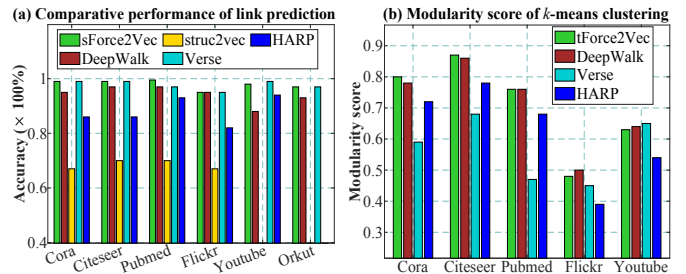 (a) Comparative performance of link prediction
sForce2Vec struc2vec HARP
DeepWalk Verse
Accuracy (× 100%)
1
0.8
0.6
0.4
Cora Citeseer Pubmed Flickr Youtube Orkut
(b) Modularity score of k-means clustering
tForce2Vec
DeepWalk
Verse
HARP
Modularity score
0.9
0.8
0.7
0.6
0.5
0.4
0.3
Cora Citeseer Pubmed Flickr Youtube